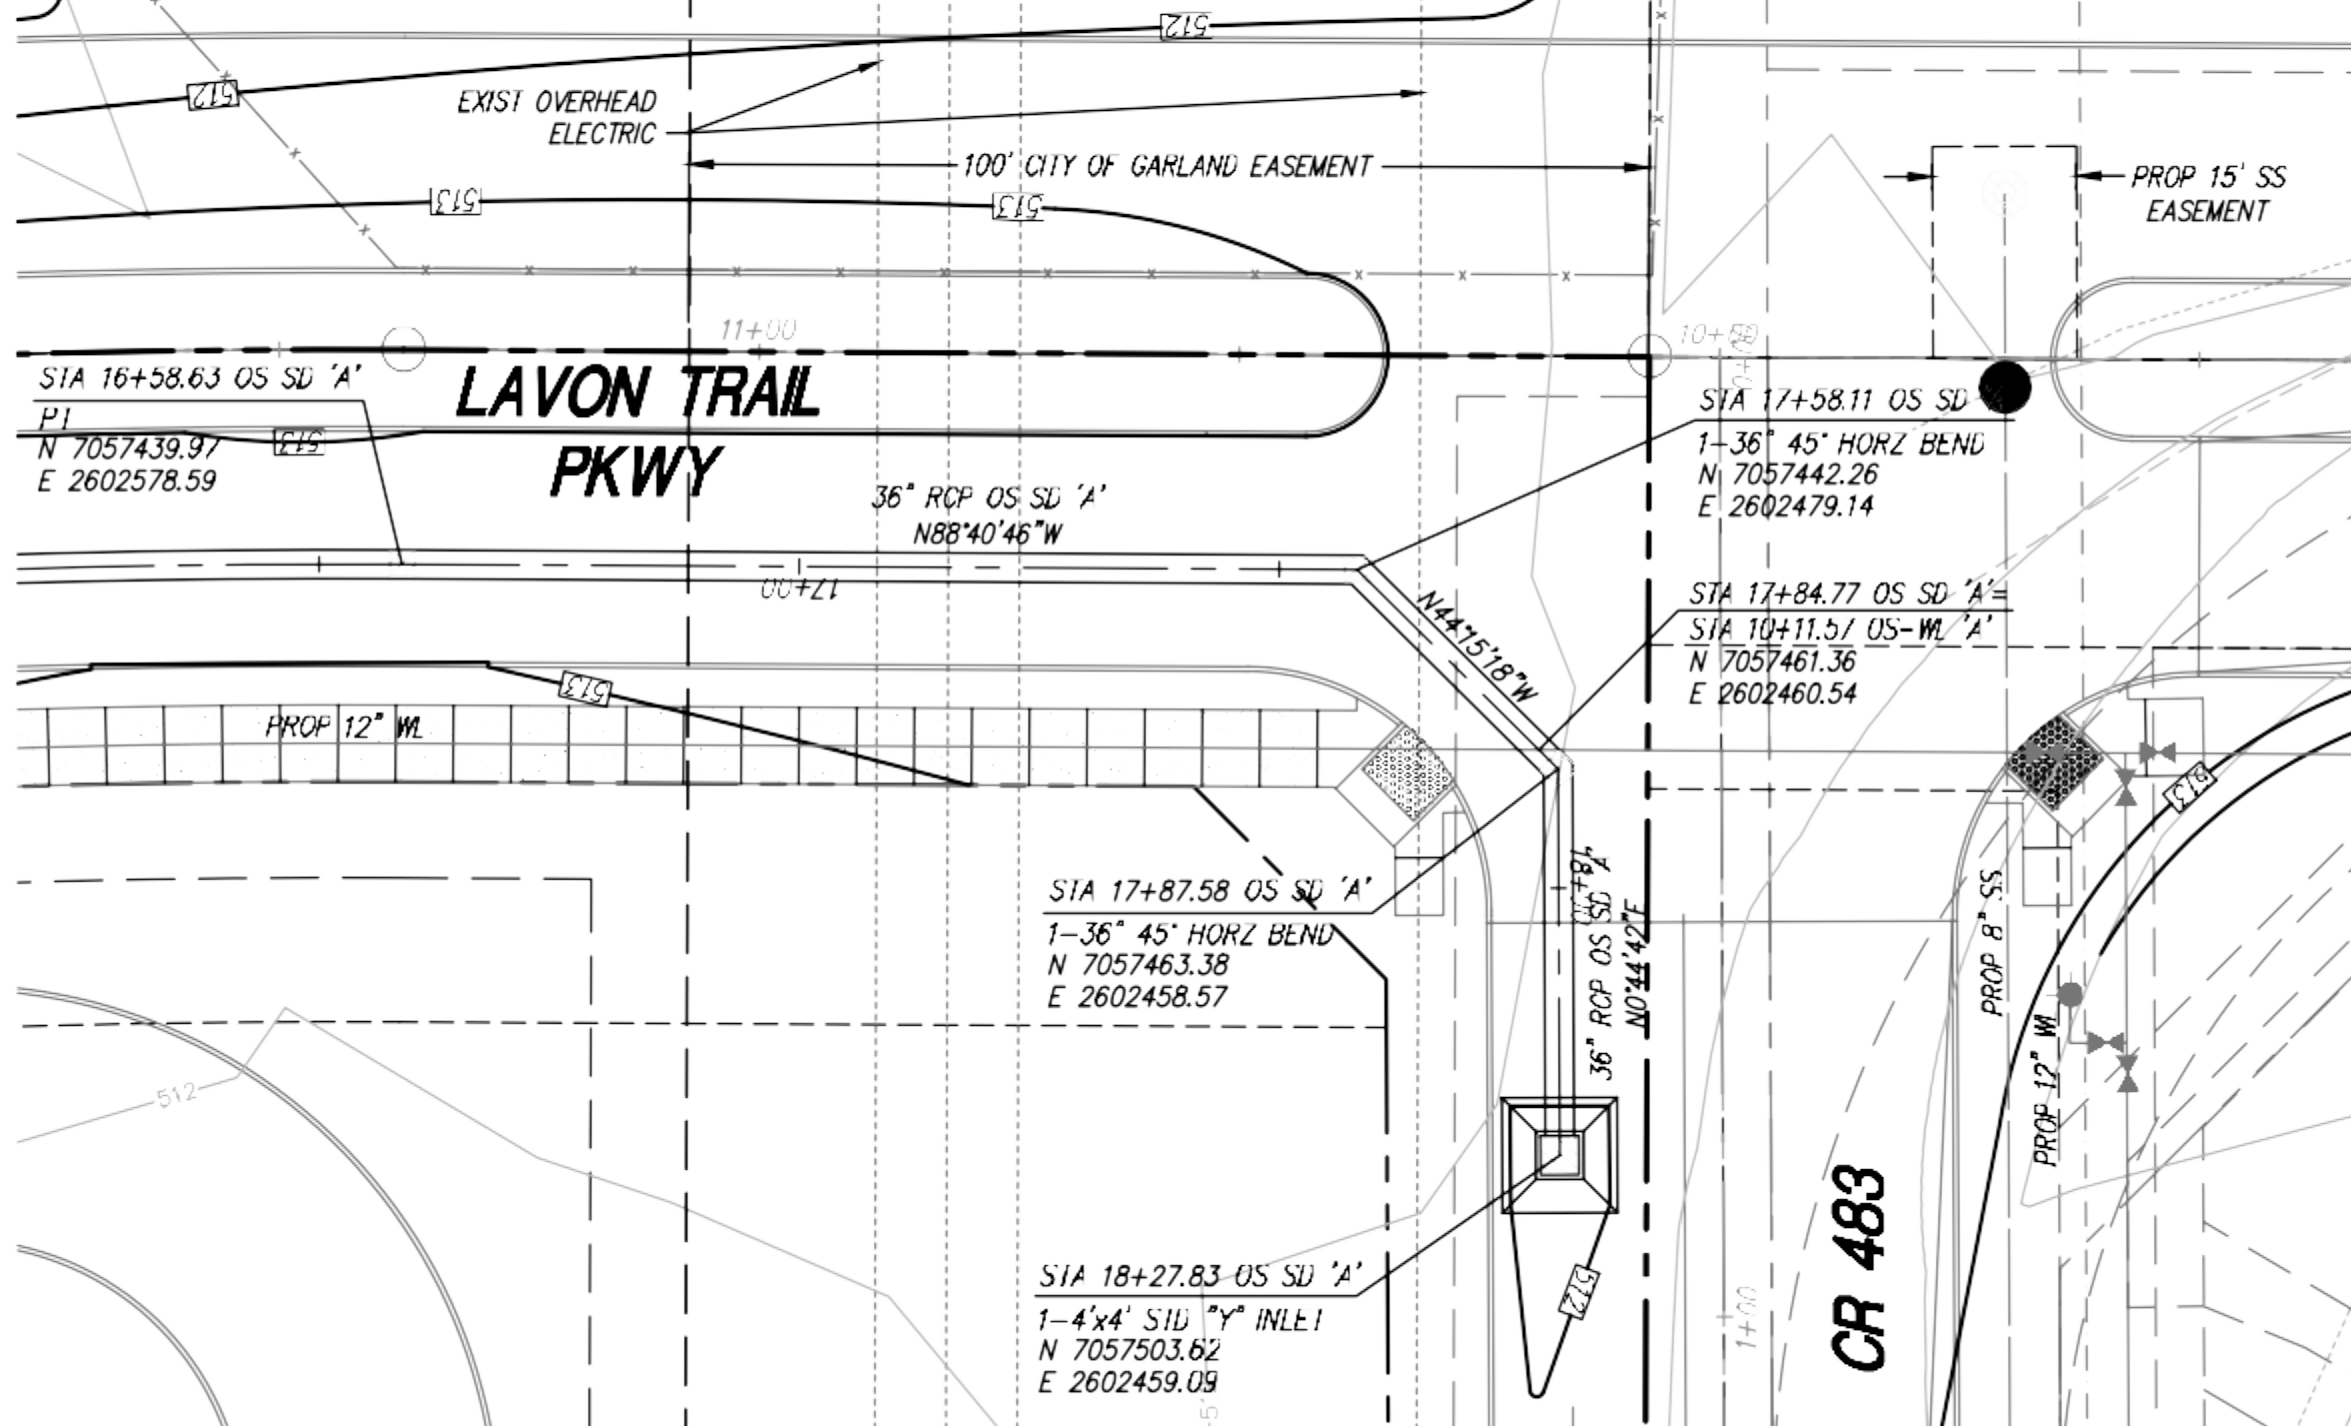 512
512
EXIST OVERHEAD
ELECTRIC
100' CITY OF GARLAND EASEMENT
PROP 15' SS
EASEMENT
513
513
11+00
STA 16+58.63 OS SD 'A'
PI
N 7057439.97
E 2602578.59
LAVON TRAIL
PKWY
513
STA 17+58.11 OS SD
1-36" 45° HORZ BEND
N 7057442.26
E 2602479.14
36" RCP OS SD 'A'
N88°40'46"W
17+00
N44°15'18"W
STA 17+84.77 OS SD 'A'=
STA 10+11.57 OS-WL 'A'
N 7057461.36
E 2602460.54
513
PROP 12" WL
513
STA 17+87.58 OS SD 'A'
1-36" 45° HORZ BEND
N 7057463.38
E 2602458.57
18+00
36" RCP OS SD 'A'
N0°44'42"E
PROP 8" SS
PROP 12" WL
512
CR 483
STA 18+27.83 OS SD 'A'
1-4'x4' STD "Y" INLET
N 7057503.62
E 2602459.09
512
1+00